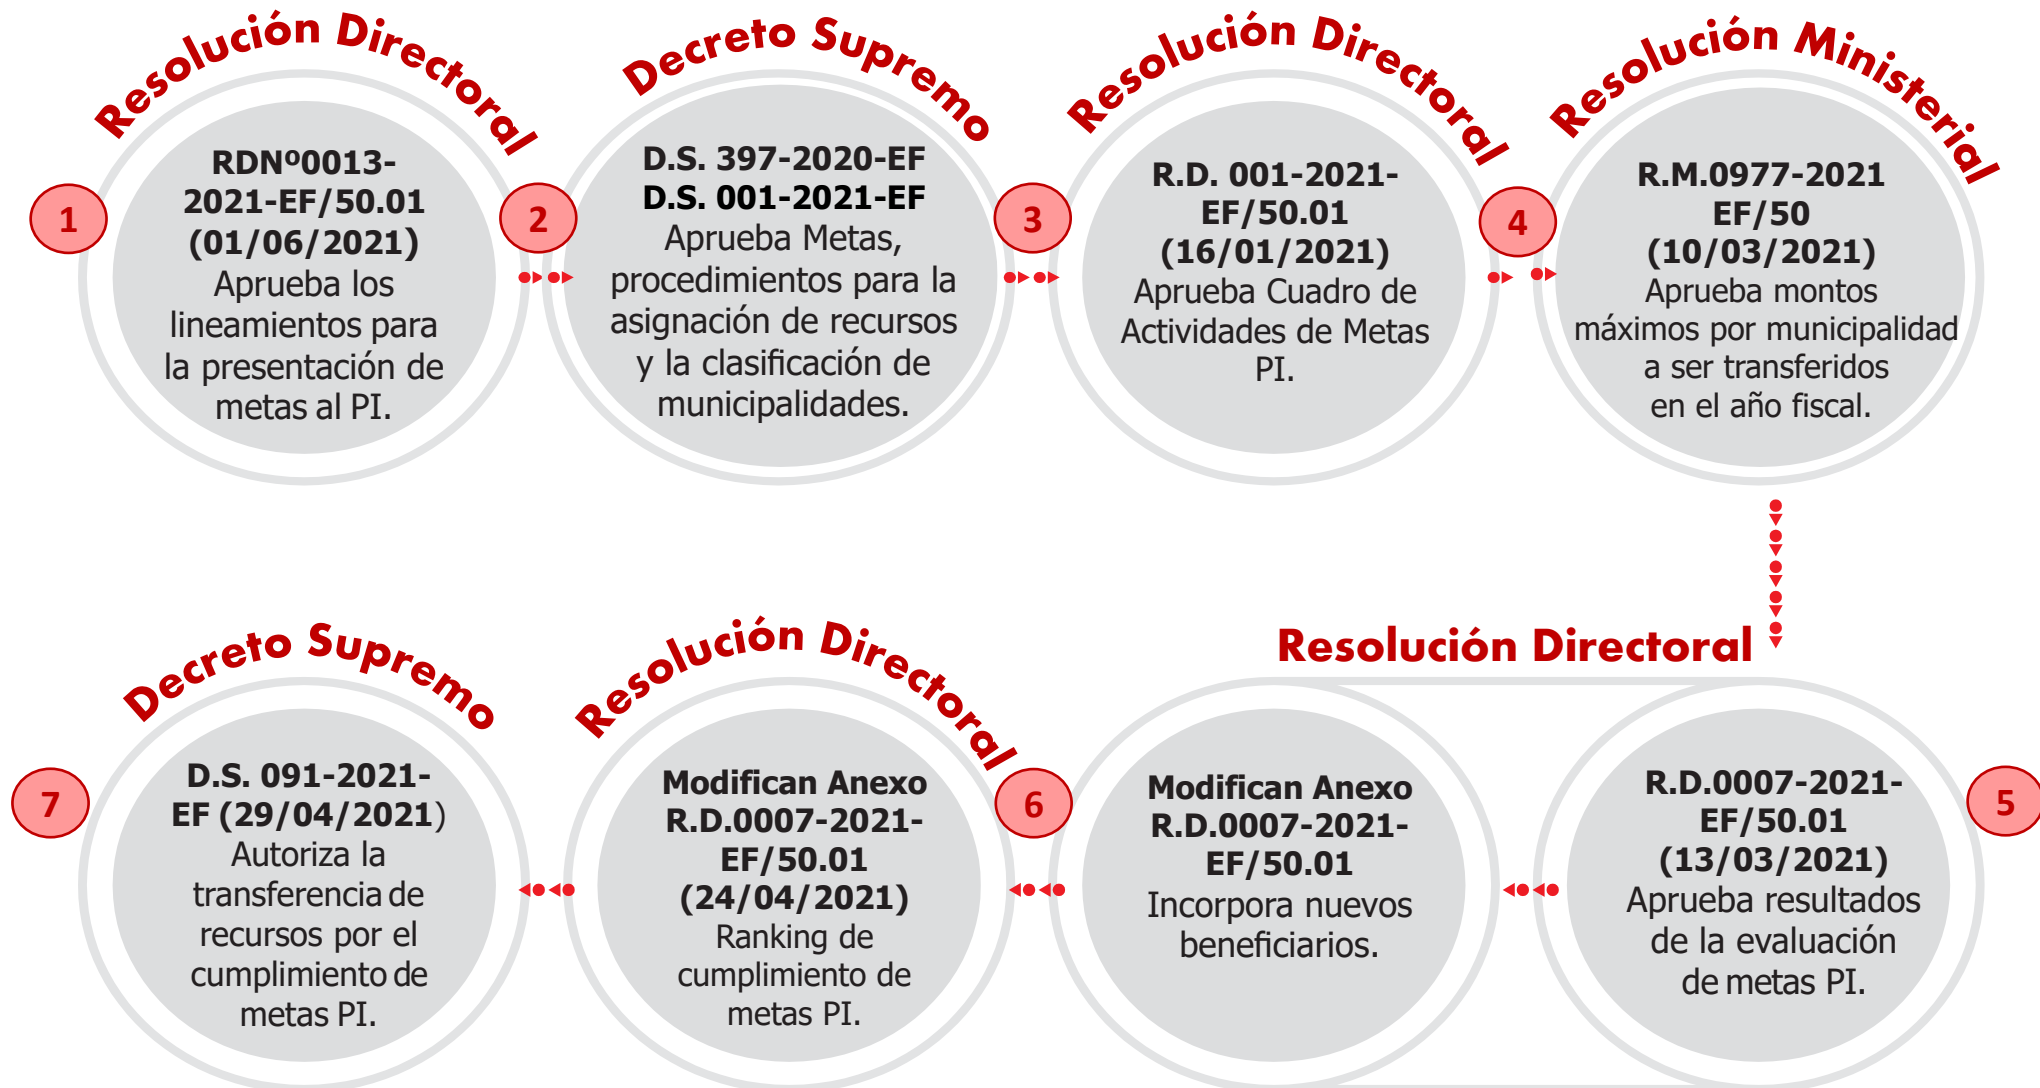 Resolución Directoral
1
RDNº0013-
2021-EF/50.01
(01/06/2021)
Aprueba los
lineamientos para
la presentación de
metas al PI.
Decreto Supremo
2
D.S. 397-2020-EF
D.S. 001-2021-EF
Aprueba Metas,
procedimientos para la
asignación de recursos
y la clasificación de
municipalidades.
Resolución Directoral
3
R.D. 001-2021-
EF/50.01
(16/01/2021)
Aprueba Cuadro de
Actividades de Metas
PI.
Resolución Ministerial
4
R.M.0977-2021
EF/50
(10/03/2021)
Aprueba montos
máximos por municipalidad
a ser transferidos
en el año fiscal.
Resolución Directoral
5
R.D.0007-2021-
EF/50.01
(13/03/2021)
Aprueba resultados
de la evaluación
de metas PI.
Modifican Anexo
R.D.0007-2021-
EF/50.01
Incorpora nuevos
beneficiarios.
Resolución Directoral
6
Modifican Anexo
R.D.0007-2021-
EF/50.01
(24/04/2021)
Ranking de
cumplimiento de
metas PI.
Decreto Supremo
7
D.S. 091-2021-
EF (29/04/2021)
Autoriza la
transferencia de
recursos por el
cumplimiento de
metas PI.